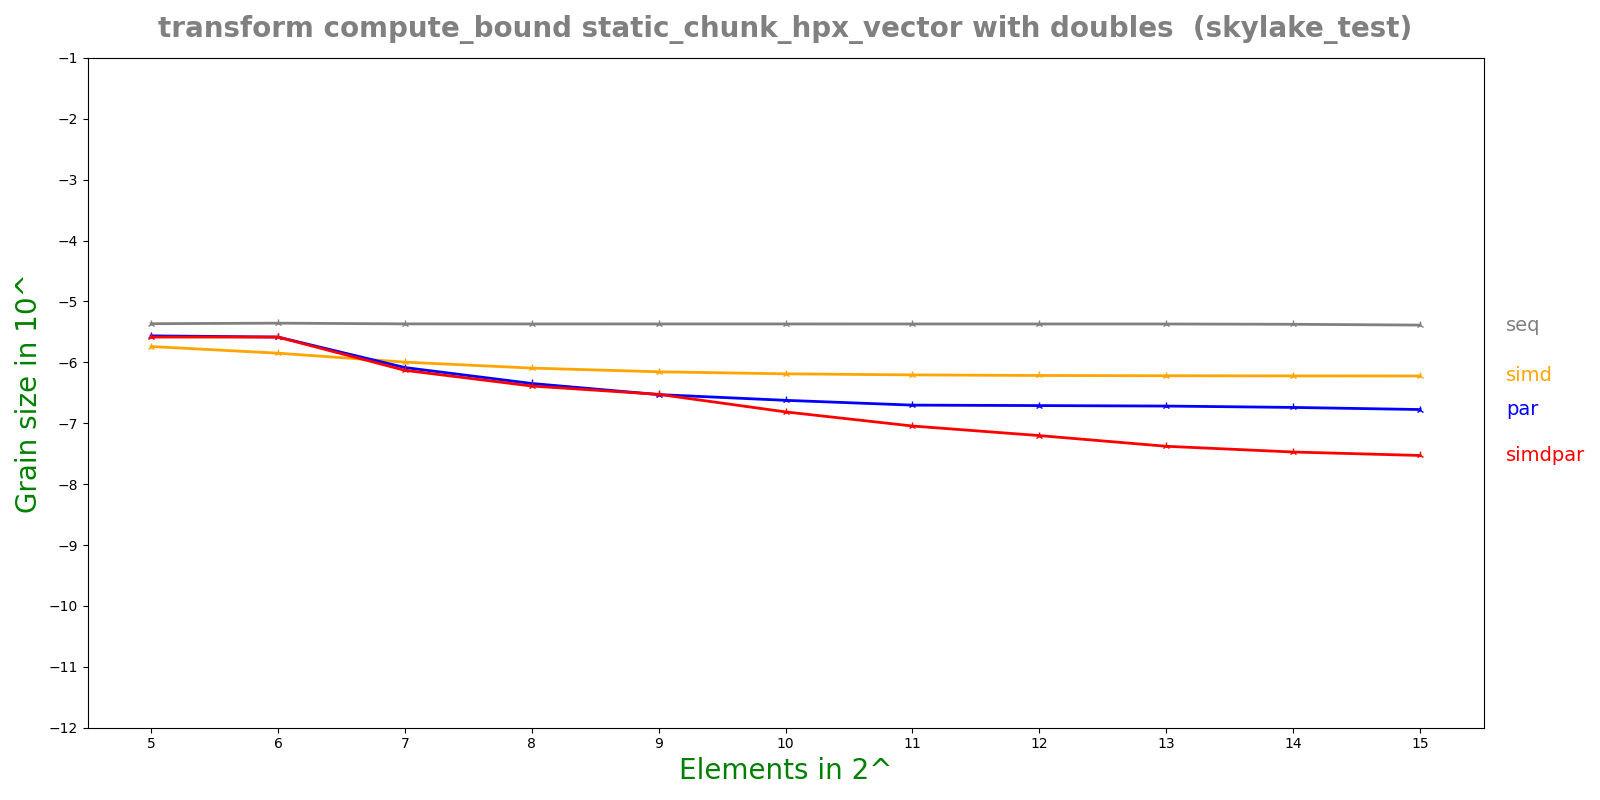 transform compute_bound static_chunk_hpx_vector with doubles  (skylake_test)
Grain size in 10^
−1
−2
−3
−4
−5
−6
−7
−8
−9
−10
−11
−12
seq
simd
par
simdpar
5 6 7 8 9 10 11 12 13 14 15
Elements in 2^